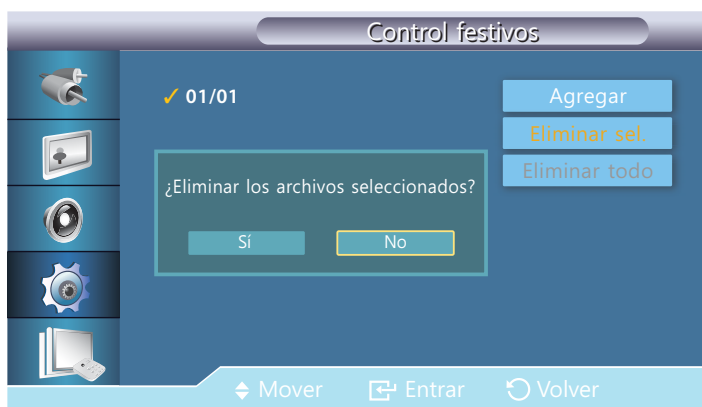 Control festivos
✓ 01/01
Agregar
Eliminar sel.
Eliminar todo
¿Eliminar los archivos seleccionados?
Sí No
Mover Entrar Volver